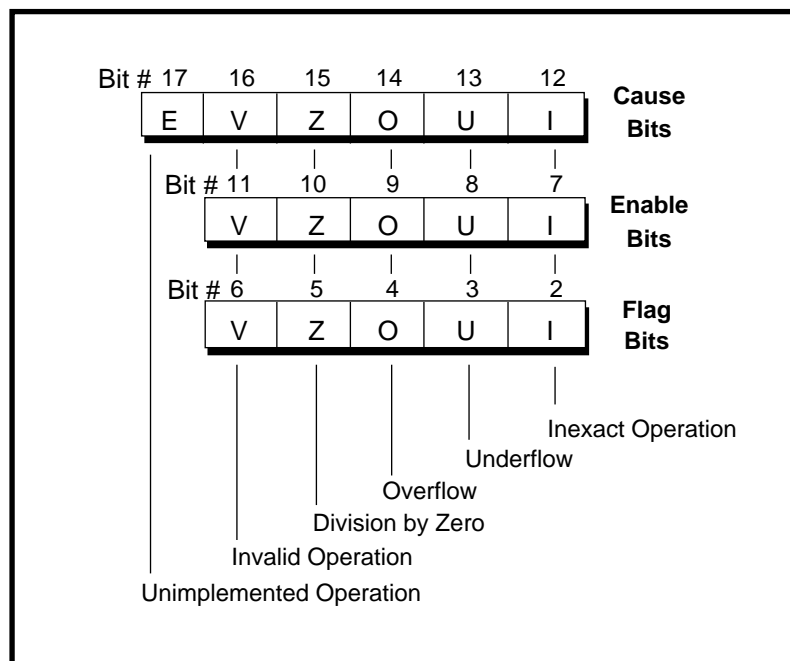 Bit # 17 16 15 14 13 12
E V Z O U I
Cause
Bits
Bit # 11 10 9 8 7
V Z O U I
Enable
Bits
Bit # 6 5 4 3 2
V Z O U I
Flag
Bits
Inexact Operation
Underflow
Overflow
Division by Zero
Invalid Operation
Unimplemented Operation